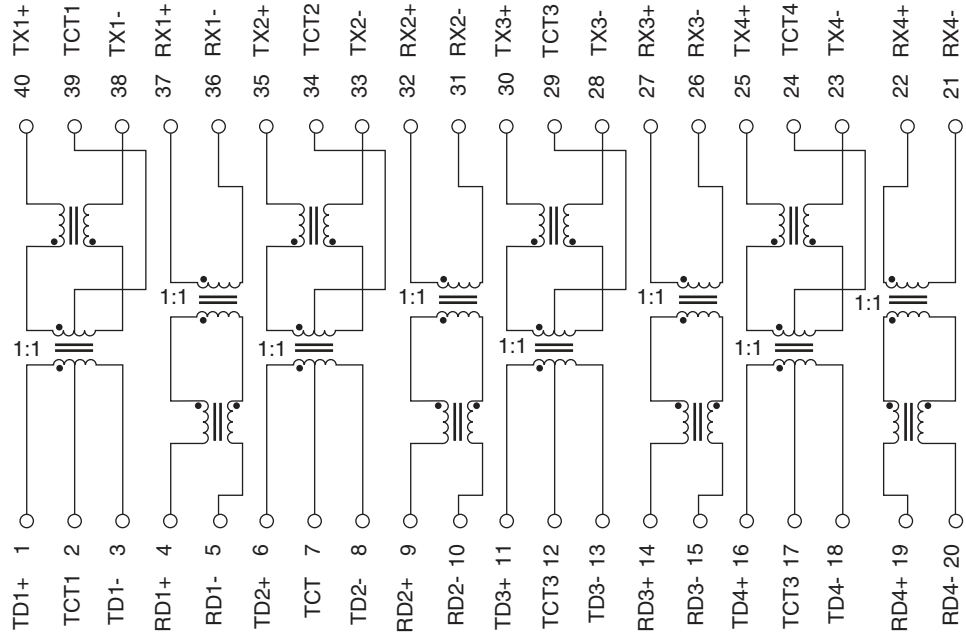 TX1+ TCT1 TX1- RX1+ RX1- TX2+ TCT2 TX2- RX2+ RX2- TX3+ TCT3 TX3- RX3+ RX3- TX4+ TCT4 TX4- RX4+ RX4-
40 39 38 37 36 35 34 33 32 31 30 29 28 27 26 25 24 23 22 21
1:1 1:1 1:1 1:1
1:1 1:1 1:1 1:1
1 2 3 4 5 6 7 8 9 10 11 12 13 14 15 16 17 18 19 20
TD1+ TCT1 TD1- RD1+ RD1- TD2+ TCT TD2- RD2+ RD2- TD3+ TCT3 TD3- RD3+ RD3- TD4+ TCT3 TD4- RD4+ RD4-